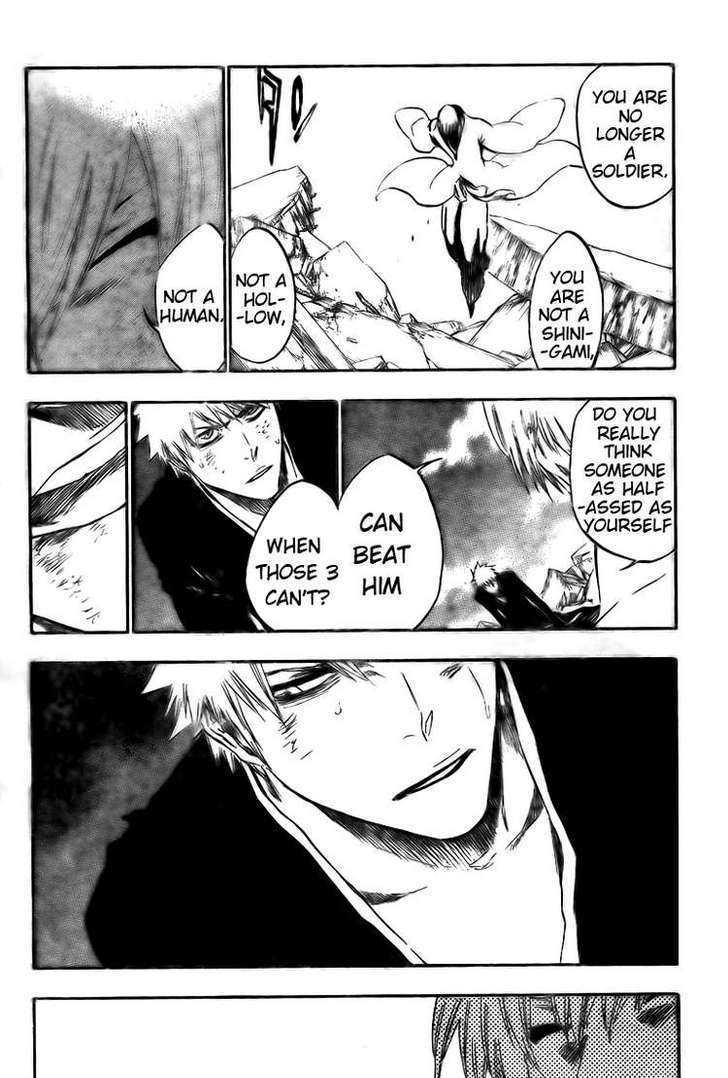 YOU ARE
NO
LONGER
A
SOLDIER.
YOU
ARE
NOT A
SHINI
-GAMI,
NOT A
HOL-
-LOW,
NOT A
HUMAN.
DO YOU
REALLY
THINK
SOMEONE
AS HALF
-ASSED AS
YOURSELF
CAN
BEAT
HIM
WHEN
THOSE 3
CAN'T?